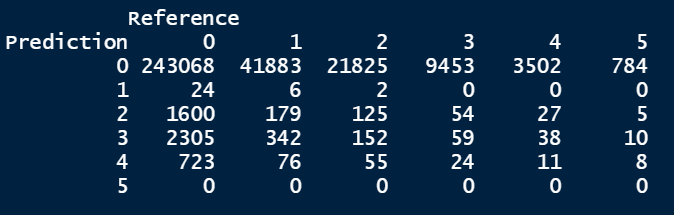 Reference
Prediction 0 1 2 3 4 5
0 243068 41883 21825 9453 3502 784
1 24 6 2 0 0 0
2 1600 179 125 54 27 5
3 2305 342 152 59 38 10
4 723 76 55 24 11 8
5 0 0 0 0 0 0